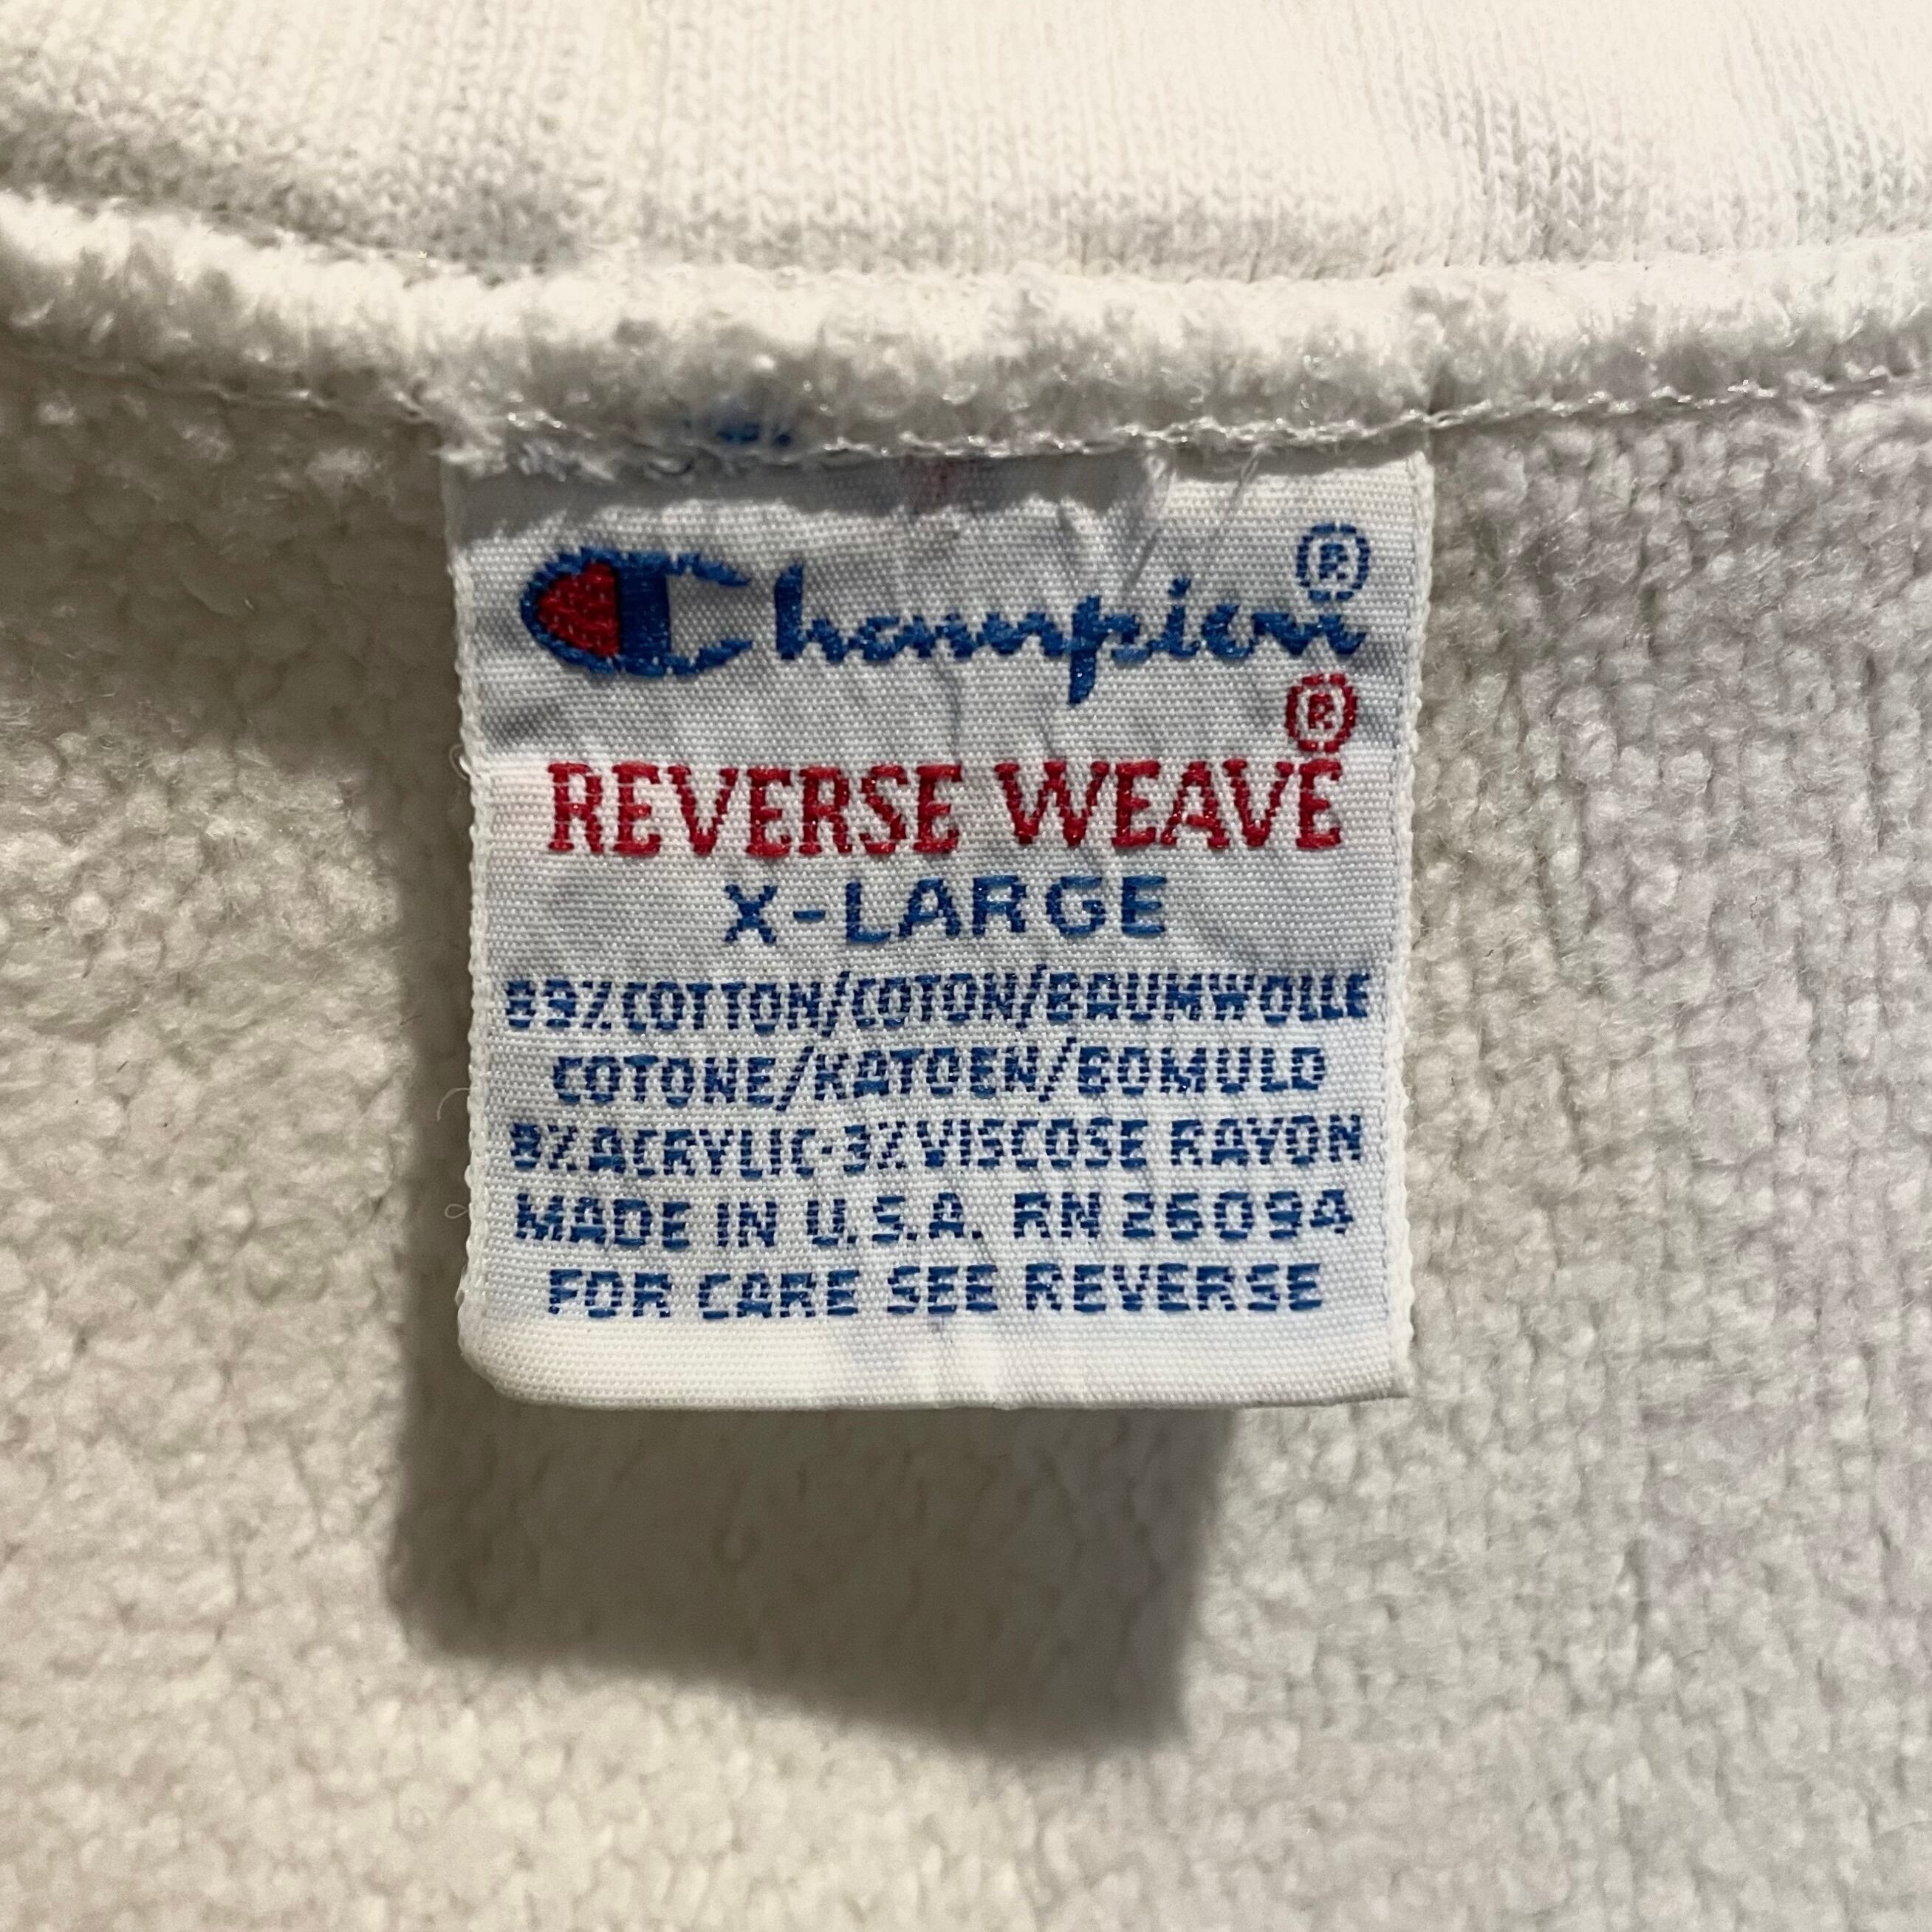 Champion®
REVERSE WEAVE®
X-LARGE
89% COTTON/COTON/BAUMWOLLE
COTONE/KATOEN/BOMULD
8% ACRYLIC-3% VISCOSE RAYON
MADE IN U.S.A. RN 26094
FOR CARE SEE REVERSE